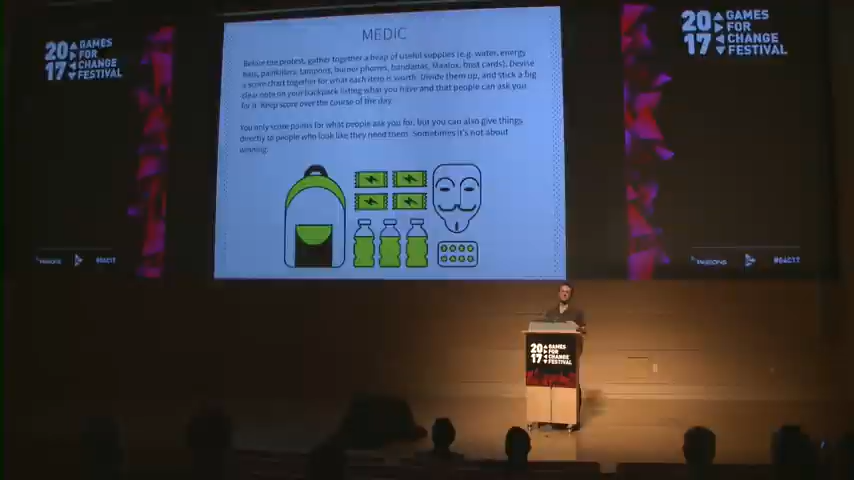 MEDIC
Before the protest, gather together a heap of useful supplies (e.g. water, energy
bars, painkillers, tampons, burner phones, bandanas, Maalox, bust cards). Devise
a score chart together for what each item is worth. Divide them up, and stick a big
clear note on your backpack listing what you have and that people can ask you
for it. Keep score over the course of the day.
You only score points for what people ask you for, but you can also give things
directly to people who look like they need them. Sometimes it's not about
winning.
2017 GAMES
FOR
CHANGE
FESTIVAL
PARSONS
#G4C17
2017 GAMES
FOR
CHANGE
FESTIVAL
PARSONS
#G4C17
2017 GAMES
FOR
CHANGE
FESTIVAL